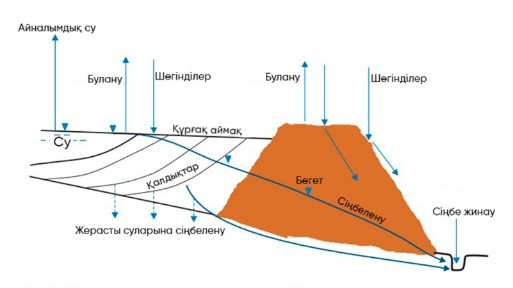 Айналымдық су
Булану
Шөгінділер
Булану
Шөгінділер
Құрғақ аймақ
Су
Қалдықтар
Бөгет
Сіңбелену
Сіңбе жинау
Жерасты суларына сіңбелену